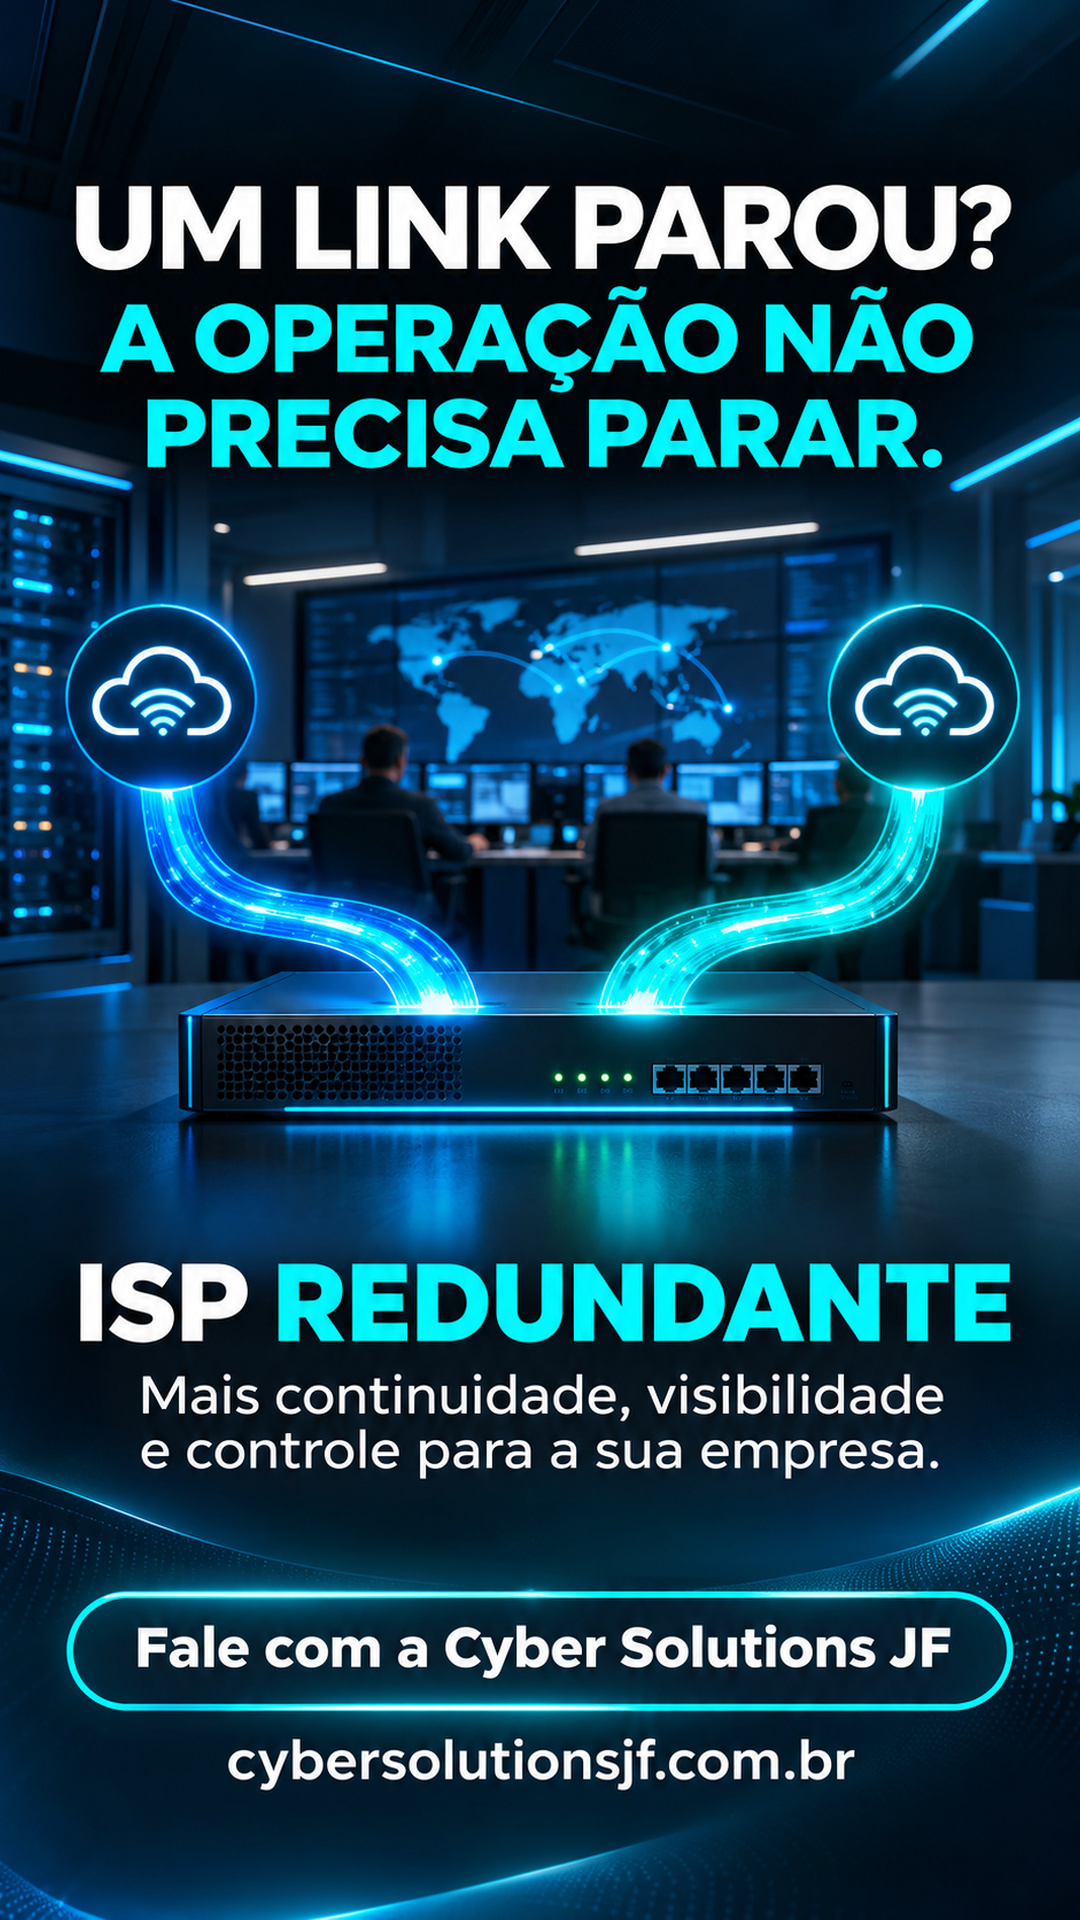 UM LINK PAROU?
A OPERAÇÃO NÃO
PRECISA PARAR.
ISP REDUNDANTE
Mais continuidade, visibilidade
e controle para a sua empresa.
Fale com a Cyber Solutions JF
cybersolutionsjf.com.br